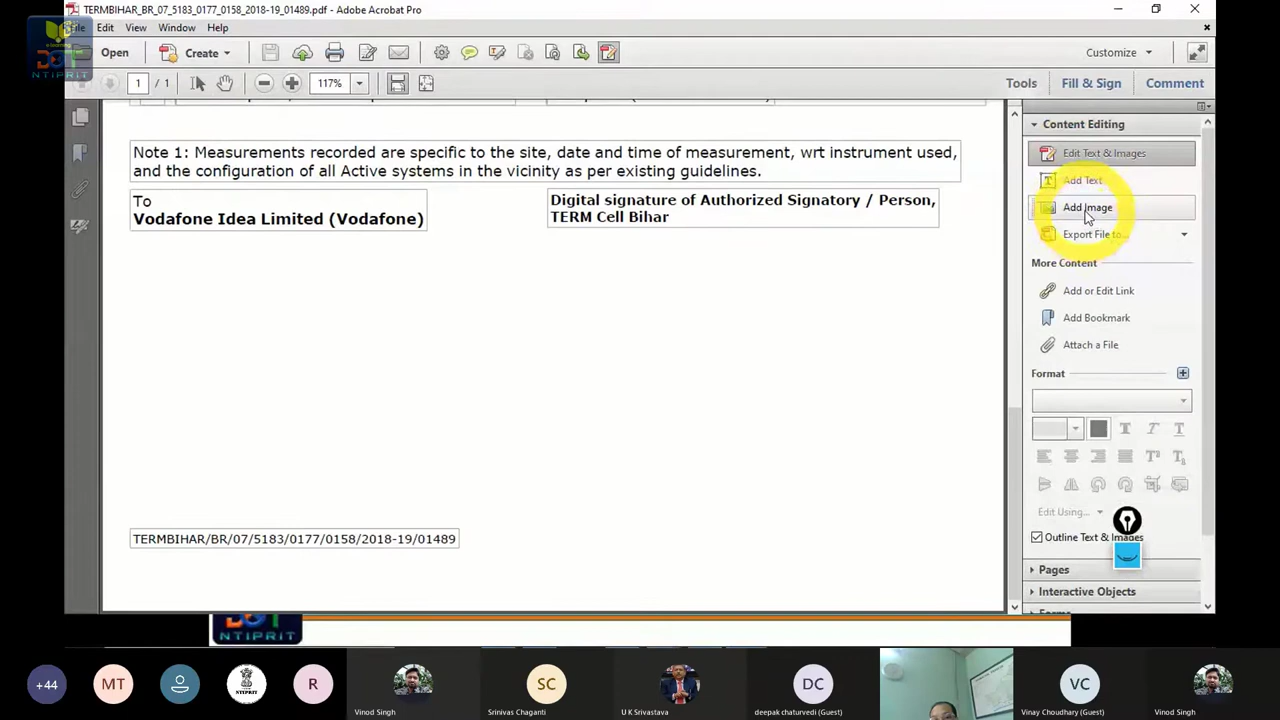 TERMBIHAR_BR_07_5183_0177_0158_2018-19_01489.pdf - Adobe Acrobat Pro
File Edit View Window Help
Open Create Customize
1 / 1 117% Tools Fill & Sign Comment
Content Editing
Edit Text & Images
Add Text
Add Image
Export File to...
More Content
Add or Edit Link
Add Bookmark
Attach a File
Format
Edit Using...
Outline Text & Images
Pages
Interactive Objects
Note 1: Measurements recorded are specific to the site, date and time of measurement, wrt instrument used,
and the configuration of all Active systems in the vicinity as per existing guidelines.
To
Vodafone Idea Limited (Vodafone)
Digital signature of Authorized Signatory / Person,
TERM Cell Bihar
TERMBIHAR/BR/07/5183/0177/0158/2018-19/01489
NTIPRIT
NTIPRIT
+44 MT R SC DC VC
Vinod Singh Srinivas Chaganti U K Srivastava deepak chaturvedi (Guest) Vinay Choudhary (Guest) Vinod Singh